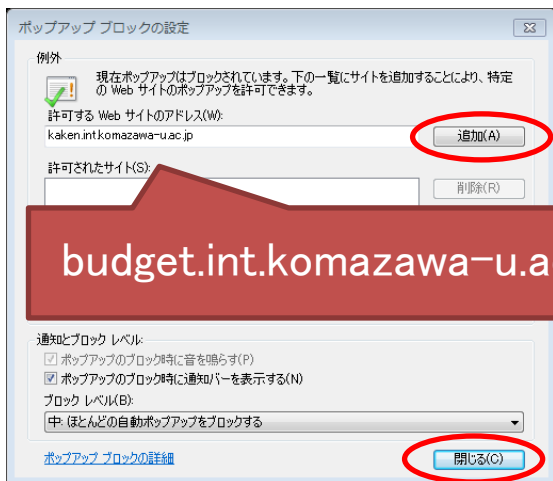 ポップアップ ブロックの設定
例外
現在ポップアップはブロックされています。下の一覧にサイトを追加することにより、特定
の Web サイトのポップアップを許可できます。
許可する Web サイトのアドレス(W):
kaken.int.komazawa-u.ac.jp
追加(A)
許可されたサイト(S):
削除(R)
budget.int.komazawa-u.a
通知とブロック レベル:
ポップアップのブロック時に音を鳴らす(P)
ポップアップのブロック時に通知バーを表示する(N)
ブロック レベル(B):
中: ほとんどの自動ポップアップをブロックする
ポップアップ ブロックの詳細
閉じる(C)